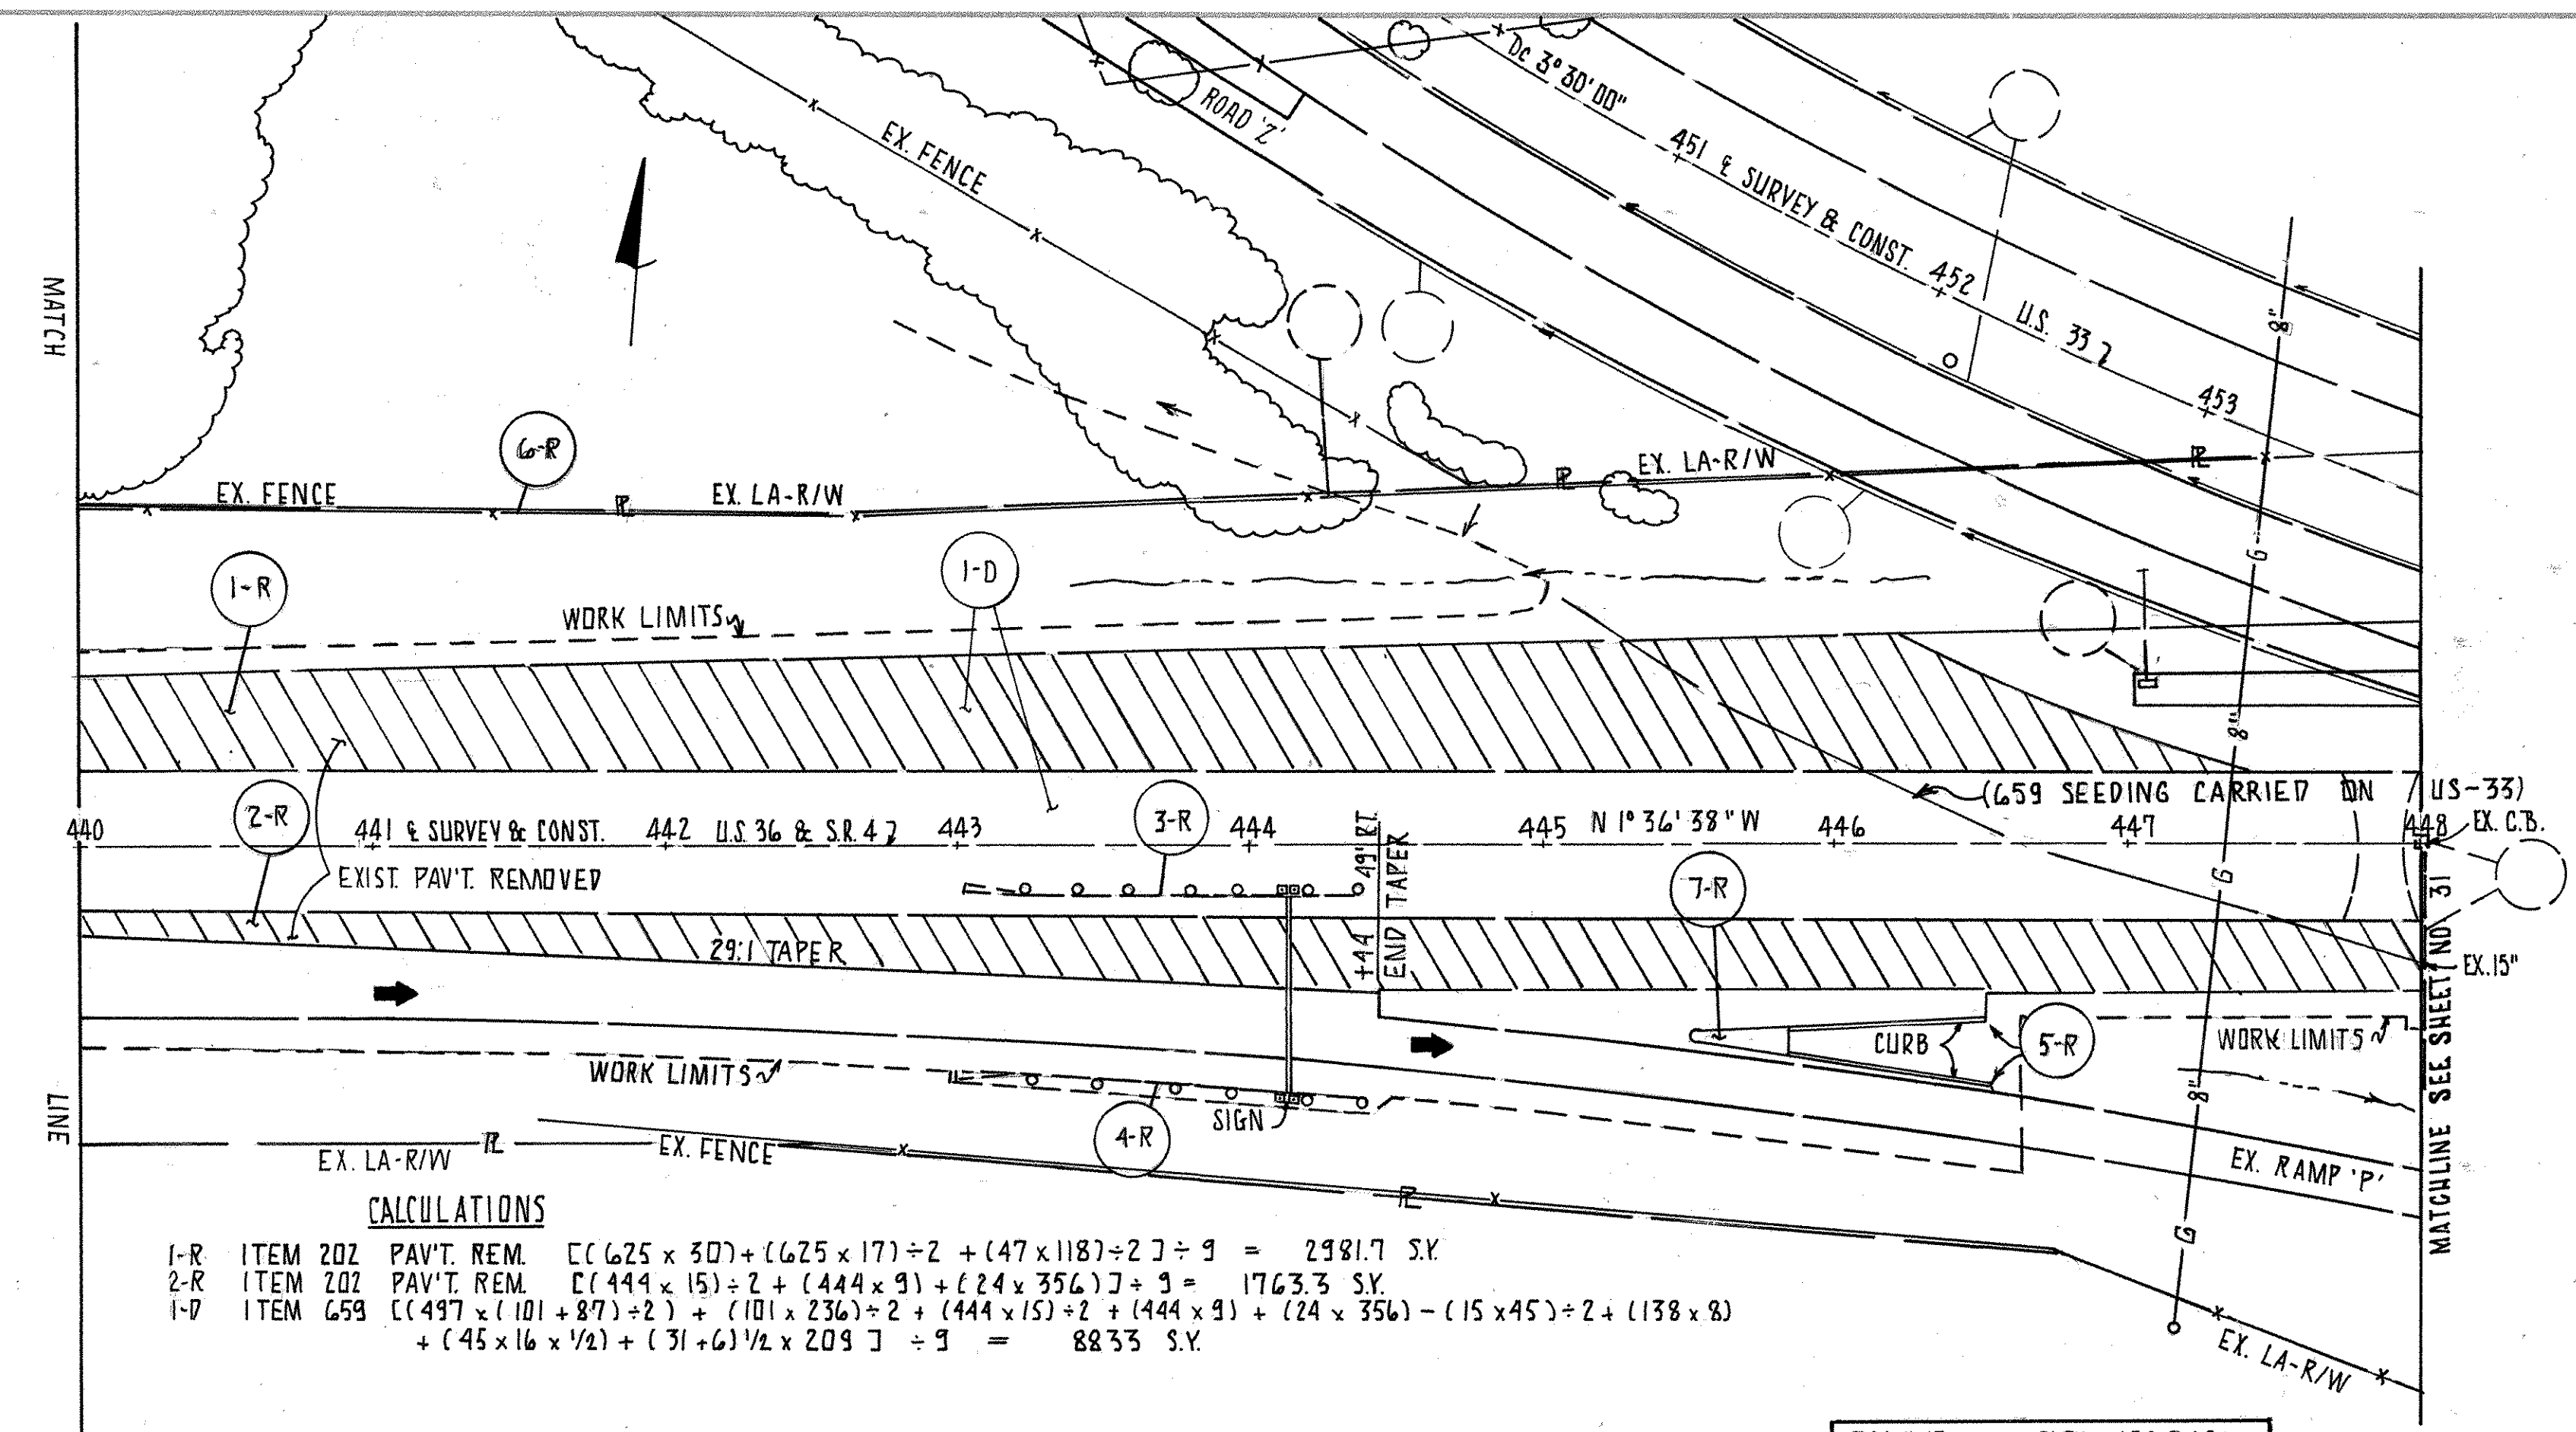 Dc 3°30'00"
ROAD 'Z'
EX. FENCE
451 ℄ SURVEY & CONST. 452
U.S. 33
453
8"
MATCH
6-R
EX. LA-R/W
EX. FENCE
℄ EX. LA-R/W
G
1-R
1-D
WORK LIMITS
8"
(659 SEEDING CARRIED ON US-33)
2-R
3-R
440 441 ℄ SURVEY & CONST. 442 U.S. 36 & S.R. 4 443 444 445 N 1° 36' 38" W 446 447 448
EX. C.B.
49' RT.
+44
END TAPER
EXIST. PAV'T. REMOVED
7-R
G
29:1 TAPER
EX. 15"
CURB
5-R
WORK LIMITS
WORK LIMITS
8"
MATCHLINE SEE SHEET NO 31
LINE
4-R
SIGN
EX. LA-R/W
EX. FENCE
EX. RAMP 'P'
G
EX. LA-R/W
CALCULATIONS
1-R ITEM 202 PAV'T. REM. [(625 x 30)+(625 x 17)÷2 +(47 x 118)÷2] ÷ 9 = 2981.7 S.Y.
2-R ITEM 202 PAV'T. REM. [(444 x 15)÷2 + (444 x 9) + (24 x 356)] ÷ 9 = 1763.3 S.Y.
1-D ITEM 659 [(497 x (101 + 87)÷2) + (101 x 236)÷2 + (444 x 15)÷2 + (444 x 9) + (24 x 356) - (15 x 45)÷2 + (138 x 8)
+ (45 x 16 x 1/2) + (31 + 6) 1/2 x 209] ÷ 9 = 8833 S.Y.